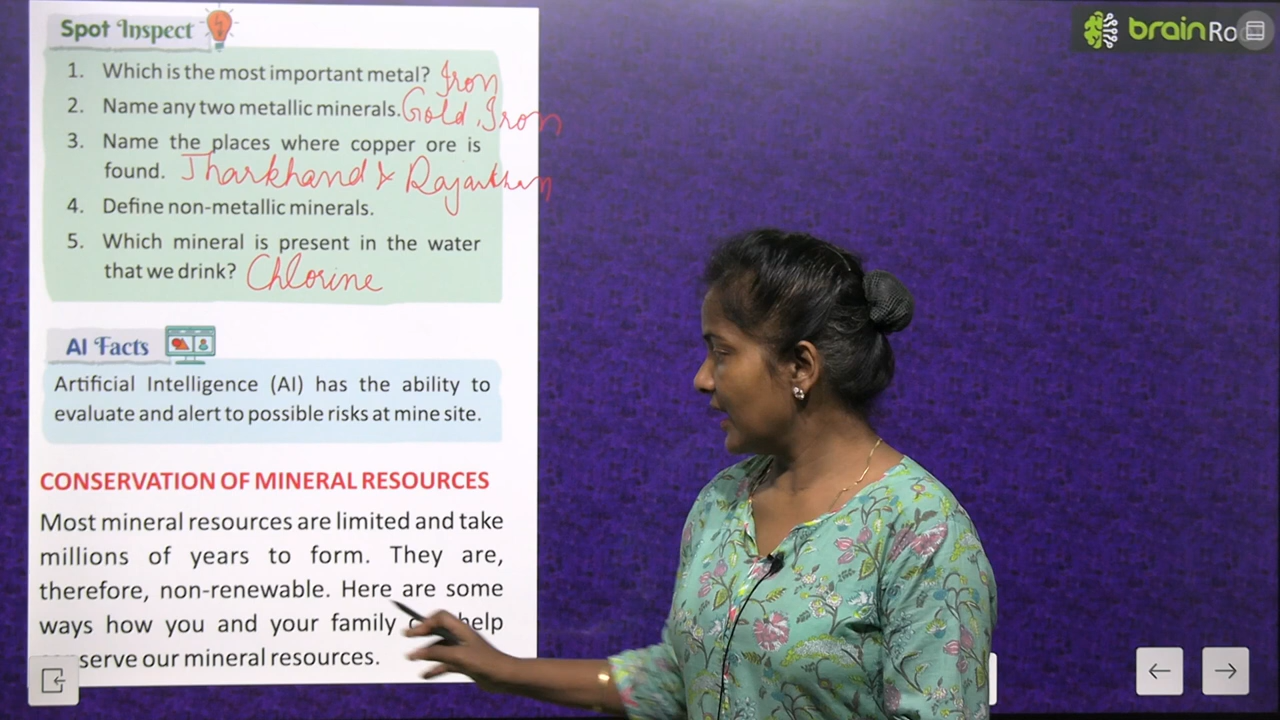 Spot Inspect
brainRo
1. Which is the most important metal? Iron
2. Name any two metallic minerals. Gold, Iron
3. Name the places where copper ore is
found. Jharkhand & Rajasthan
4. Define non-metallic minerals.
5. Which mineral is present in the water
that we drink? Chlorine
AI Facts
Artificial Intelligence (AI) has the ability to
evaluate and alert to possible risks at mine site.
CONSERVATION OF MINERAL RESOURCES
Most mineral resources are limited and take
millions of years to form. They are,
therefore, non-renewable. Here are some
ways how you and your family help
serve our mineral resources.